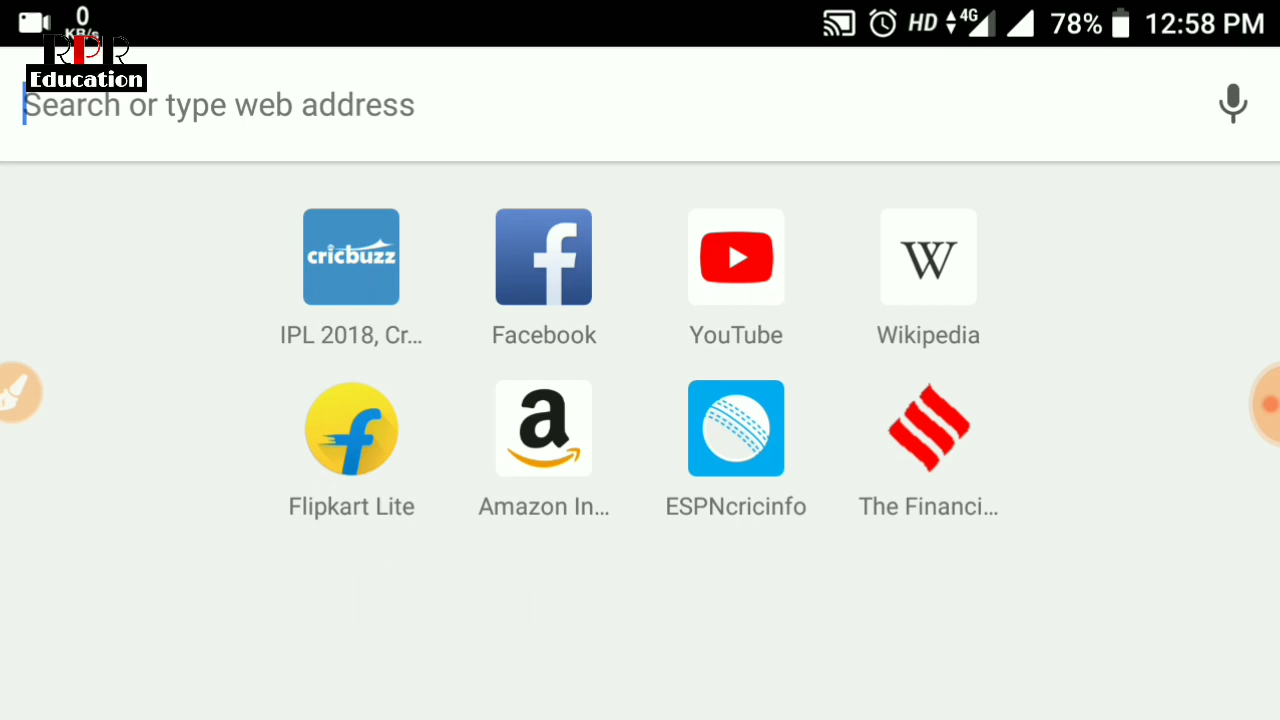 0
KB/s
HD 4G 78% 12:58 PM
RPR
Education
Search or type web address
cricbuzz
IPL 2018, Cr...
Facebook
YouTube
W
Wikipedia
Flipkart Lite
a
Amazon In...
ESPNcricinfo
The Financi...